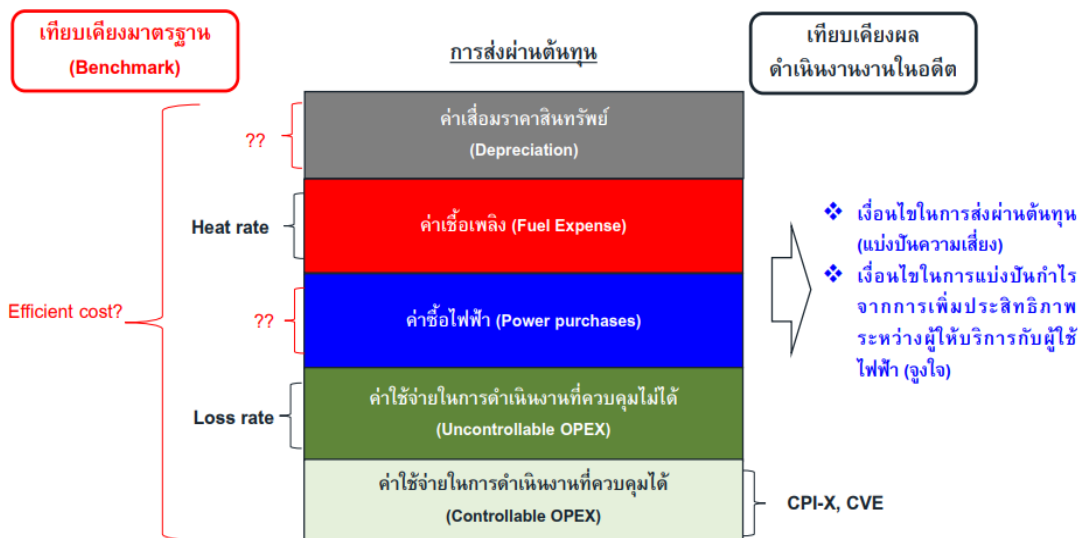 เทียบเคียงมาตรฐาน
(Benchmark)
การส่งผ่านต้นทุน
เทียบเคียงผล
ดำเนินงานงานในอดีต
??
ค่าเสื่อมราคาสินทรัพย์
(Depreciation)
Heat rate
ค่าเชื้อเพลิง (Fuel Expense)
Efficient cost?
??
ค่าซื้อไฟฟ้า (Power purchases)
Loss rate
ค่าใช้จ่ายในการดำเนินงานที่ควบคุมไม่ได้
(Uncontrollable OPEX)
ค่าใช้จ่ายในการดำเนินงานที่ควบคุมได้
(Controllable OPEX)
CPI-X, CVE
❖ เงื่อนไขในการส่งผ่านต้นทุน
(แบ่งปันความเสี่ยง)
❖ เงื่อนไขในการแบ่งปันกำไร
จากการเพิ่มประสิทธิภาพ
ระหว่างผู้ให้บริการกับผู้ใช้
ไฟฟ้า (จูงใจ)